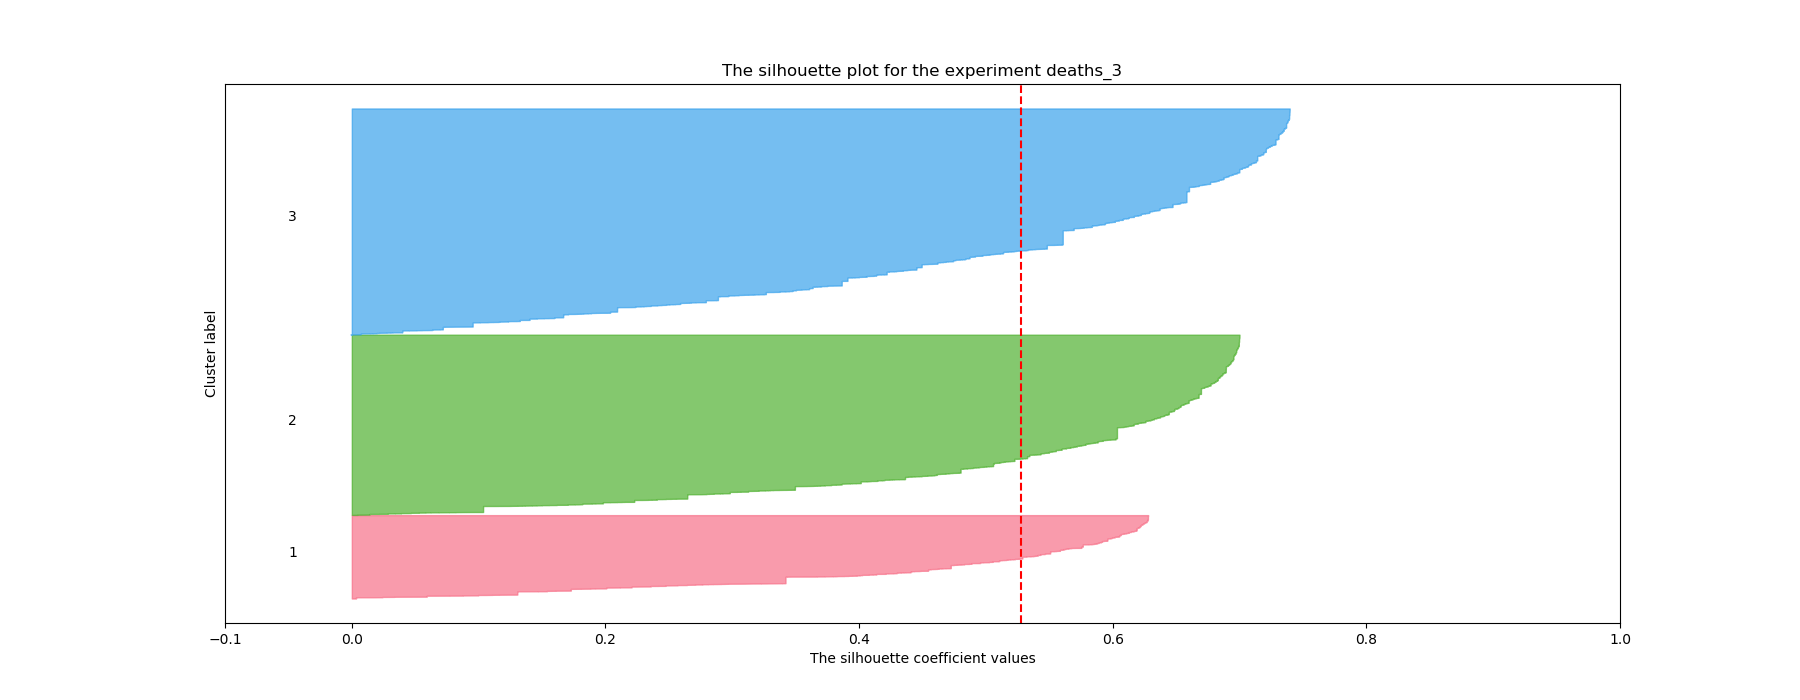 The silhouette plot for the experiment deaths_3
Cluster label
3
2
1
−0.1 0.0 0.2 0.4 0.6 0.8 1.0
The silhouette coefficient values